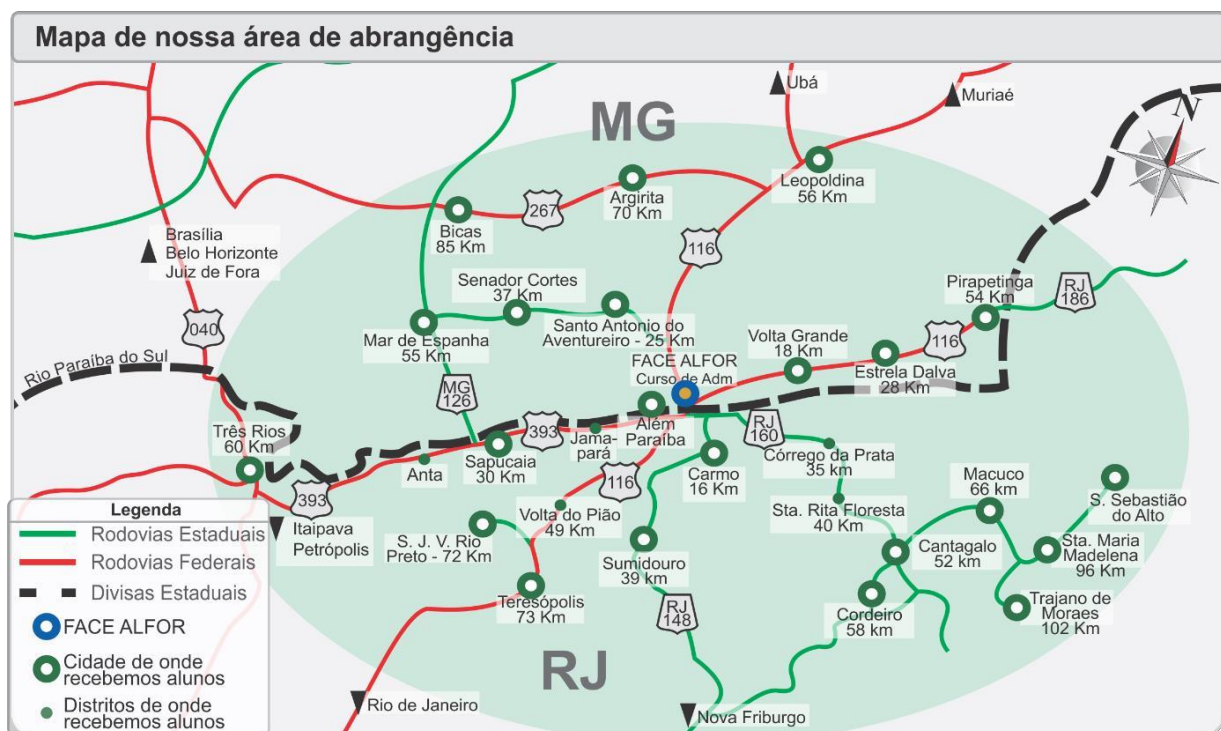 Mapa de nossa área de abrangência
N
MG
Ubá
Muriaé
Leopoldina
56 Km
Argirita
70 Km
267
Bicas
85 Km
Brasília
Belo Horizonte
Juiz de Fora
116
Pirapetinga
54 Km
RJ
186
Senador Cortes
37 Km
Santo Antonio do
Aventureiro - 25 Km
Mar de Espanha
55 Km
040
Rio Paraíba do Sul
Volta Grande
18 Km
116
Estrela Dalva
28 Km
FACE ALFOR
Curso de Adm
MG
126
Além
Paraíba
393
Jama-
pará
RJ
160
Três Rios
60 Km
Anta
Sapucaia
30 Km
Córrego da Prata
35 km
Carmo
16 Km
116
393
Itaipava
Petrópolis
Volta do Pião
49 Km
S. J. V. Rio
Preto - 72 Km
Sta. Rita Floresta
40 Km
Macuco
66 km
S. Sebastião
do Alto
Sumidouro
39 km
Cantagalo
52 km
Sta. Maria
Madelena
96 Km
Teresópolis
73 Km
RJ
148
Cordeiro
58 km
Trajano de
Moraes
102 Km
RJ
Rio de Janeiro
Nova Friburgo
Legenda
Rodovias Estaduais
Rodovias Federais
Divisas Estaduais
FACE ALFOR
Cidade de onde
recebemos alunos
Distritos de onde
recebemos alunos